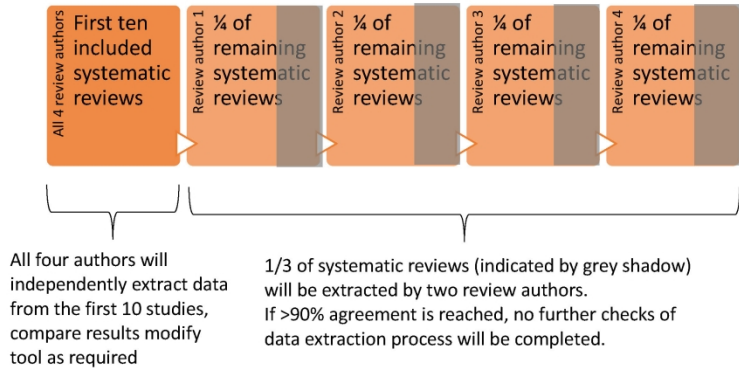 All 4 review authors
First ten
included
systematic
reviews
Review author 1
¼ of
remaining
systematic
reviews
Review author 2
¼ of
remaining
systematic
reviews
Review author 3
¼ of
remaining
systematic
reviews
Review author 4
¼ of
remaining
systematic
reviews
All four authors will
independently extract data
from the first 10 studies,
compare results modify
tool as required
1/3 of systematic reviews (indicated by grey shadow)
will be extracted by two review authors.
If >90% agreement is reached, no further checks of
data extraction process will be completed.